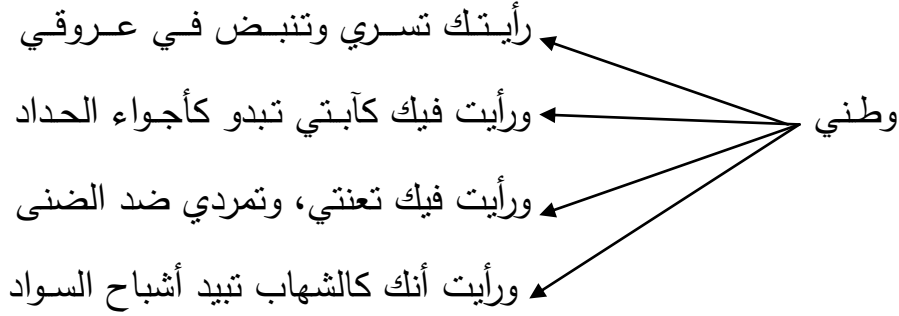 رأيتك تسري وتنبض في عروقي
وطني
ورأيت فيك كآبتي تبدو كأجواء الحداد
ورأيت فيك تعنتي، وتمردي ضد الضنى
ورأيت أنك كالشهاب تبيد أشباح السواد